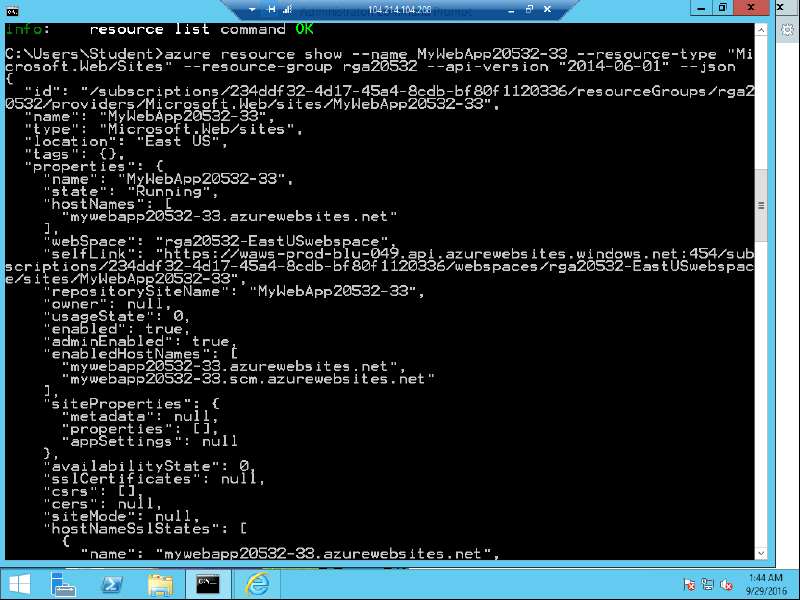 104.214.104.208
Info:    resource list command OK
C:\Users\Student>azure resource show --name MyWebApp20532-33 --resource-type "Mi
crosoft.Web/Sites" --resource-group rga20532 --api-version "2014-06-01" --json
{
  "id": "/subscriptions/234ddf32-4d17-45a4-8cdb-bf80f1120336/resourceGroups/rga2
0532/providers/Microsoft.Web/sites/MyWebApp20532-33",
  "name": "MyWebApp20532-33",
  "type": "Microsoft.Web/sites",
  "location": "East US",
  "tags": {},
  "properties": {
    "name": "MyWebApp20532-33",
    "state": "Running",
    "hostNames": [
      "mywebapp20532-33.azurewebsites.net"
    ],
    "webSpace": "rga20532-EastUSwebspace",
    "selfLink": "https://waws-prod-blu-049.api.azurewebsites.windows.net:454/sub
scriptions/234ddf32-4d17-45a4-8cdb-bf80f1120336/webspaces/rga20532-EastUSwebspac
e/sites/MyWebApp20532-33",
    "repositorySiteName": "MyWebApp20532-33",
    "owner": null,
    "usageState": 0,
    "enabled": true,
    "adminEnabled": true,
    "enabledHostNames": [
      "mywebapp20532-33.azurewebsites.net",
      "mywebapp20532-33.scm.azurewebsites.net"
    ],
    "siteProperties": {
      "metadata": null,
      "properties": [],
      "appSettings": null
    },
    "availabilityState": 0,
    "sslCertificates": null,
    "csrs": [],
    "cers": null,
    "siteMode": null,
    "hostNameSslStates": [
      {
        "name": "mywebapp20532-33.azurewebsites.net",
1:44 AM
9/29/2016